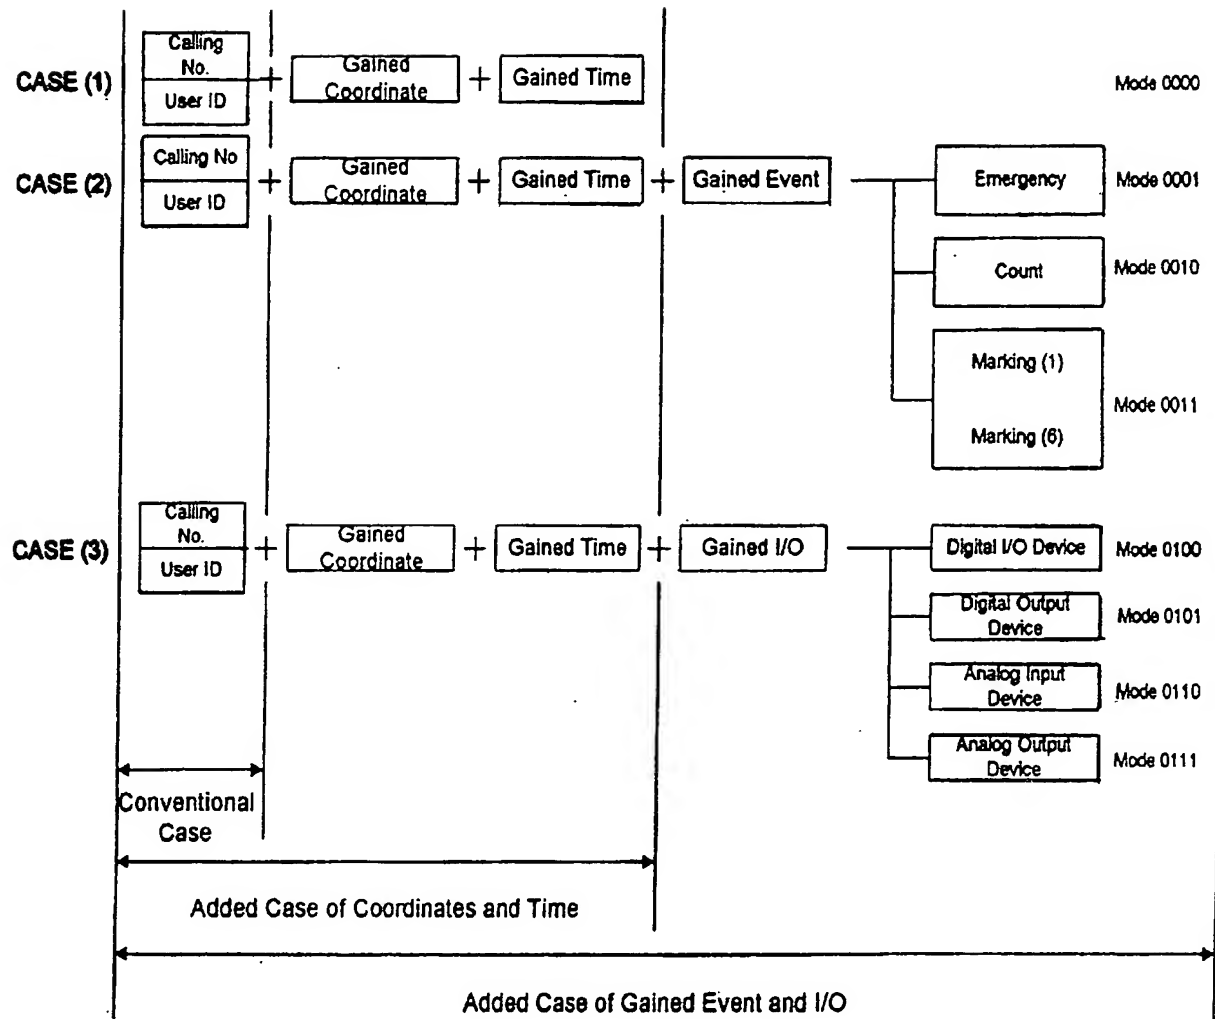 Calling
No.
User ID
CASE (1)
+
Gained
Coordinate
+
Gained Time
Mode 0000
Calling No
User ID
CASE (2)
+
Gained
Coordinate
+
Gained Time
+
Gained Event
Emergency
Mode 0001
Count
Mode 0010
Marking (1)
Marking (6)
Mode 0011
Calling
No.
User ID
CASE (3)
+
Gained
Coordinate
+
Gained Time
+
Gained I/O
Digital I/O Device
Mode 0100
Digital Output
Device
Mode 0101
Analog Input
Device
Mode 0110
Analog Output
Device
Mode 0111
Conventional
Case
Added Case of Coordinates and Time
Added Case of Gained Event and I/O